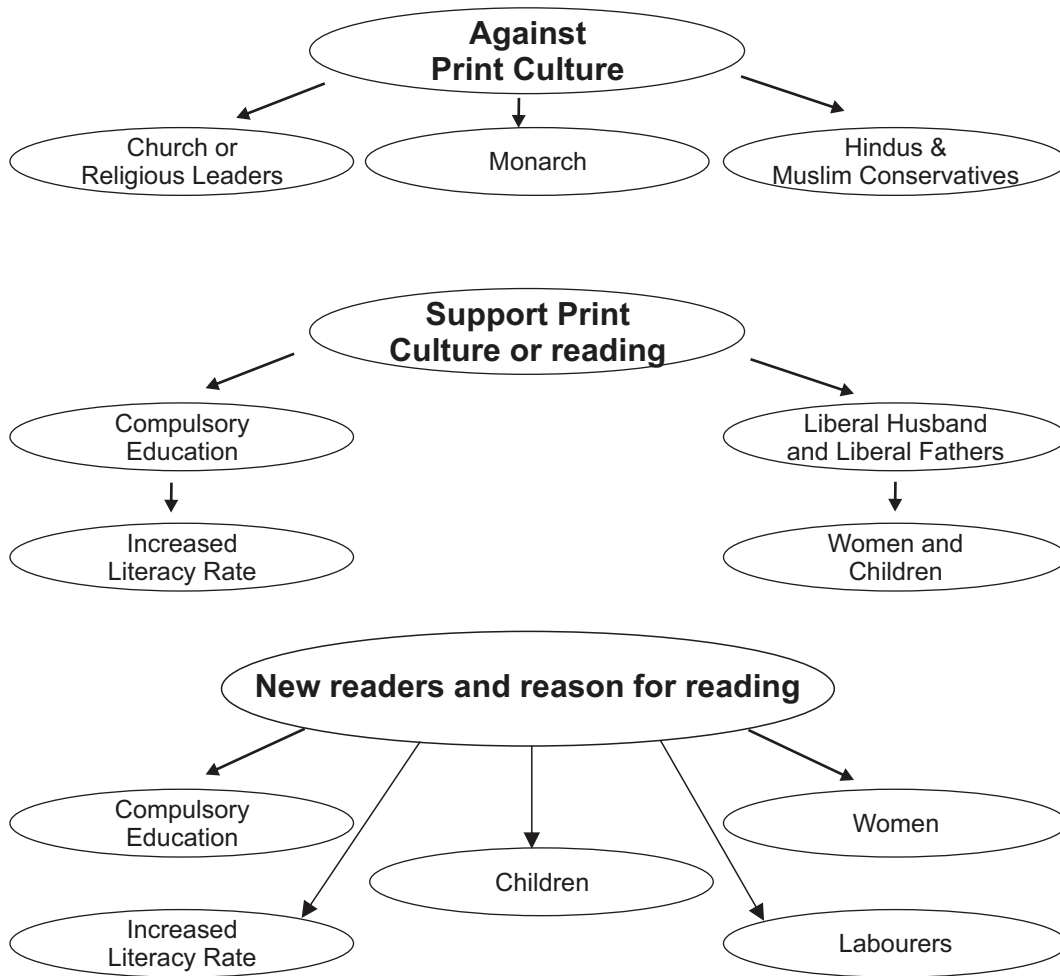 Against
Print Culture
Church or
Religious Leaders
Monarch
Hindus &
Muslim Conservatives
Support Print
Culture or reading
Compulsory
Education
Liberal Husband
and Liberal Fathers
Increased
Literacy Rate
Women and
Children
New readers and reason for reading
Compulsory
Education
Women
Children
Increased
Literacy Rate
Labourers